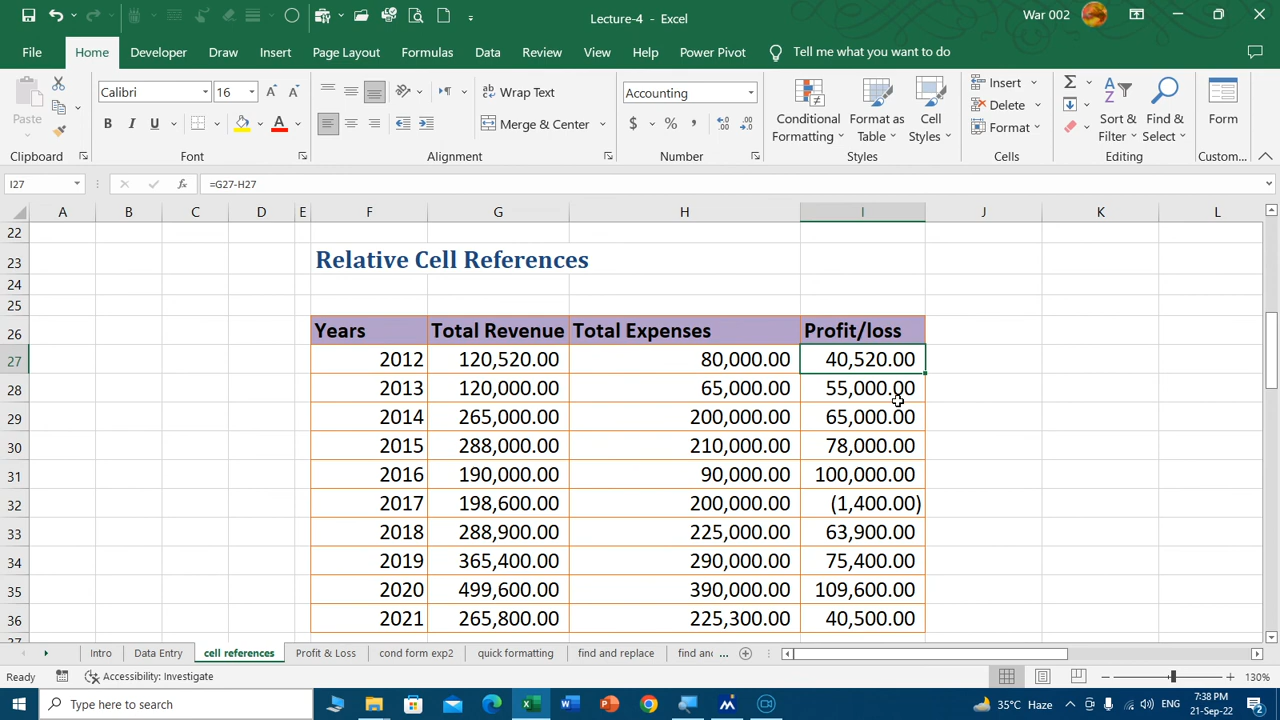 Lecture-4 - Excel
War 002
File Home Developer Draw Insert Page Layout Formulas Data Review View Help Power Pivot Tell me what you want to do
Paste
Clipboard
Calibri 16
B I U A
Font
Wrap Text
Merge & Center
Alignment
Accounting
$ % ,
Number
Conditional Formatting
Format as Table
Cell Styles
Styles
Insert
Delete
Format
Cells
Sort & Filter
Find & Select
Editing
Form
Custom...
I27 fx =G27-H27
A B C D E F G H I J K L
22
23 Relative Cell References
24
25
26 Years Total Revenue Total Expenses Profit/loss
27 2012 120,520.00 80,000.00 40,520.00
28 2013 120,000.00 65,000.00 55,000.00
29 2014 265,000.00 200,000.00 65,000.00
30 2015 288,000.00 210,000.00 78,000.00
31 2016 190,000.00 90,000.00 100,000.00
32 2017 198,600.00 200,000.00 (1,400.00)
33 2018 288,900.00 225,000.00 63,900.00
34 2019 365,400.00 290,000.00 75,400.00
35 2020 499,600.00 390,000.00 109,600.00
36 2021 265,800.00 225,300.00 40,500.00
37
Intro Data Entry cell references Profit & Loss cond form exp2 quick formatting find and replace find and ...
Ready Accessibility: Investigate 130%
Type here to search 35°C Haze ENG 7:38 PM
21-Sep-22 2